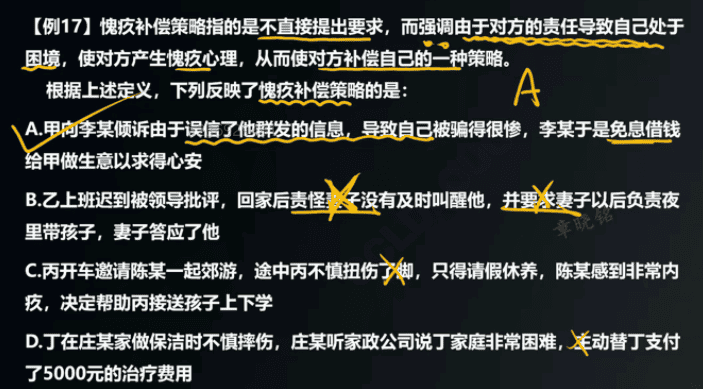 【例17】愧疚补偿策略指的是不直接提出要求，而强调由于对方的责任导致自己处于
困境，使对方产生愧疚心理，从而使对方补偿自己的一种策略。
根据上述定义，下列反映了愧疚补偿策略的是：
A
A.甲向李某倾诉由于误信了他群发的信息，导致自己被骗得很惨，李某于是免息借钱
给甲做生意以求得心安
B.乙上班迟到被领导批评，回家后责怪妻子没有及时叫醒他，并要求妻子以后负责夜
里带孩子，妻子答应了他
章晓铭
C.丙开车邀请陈某一起郊游，途中丙不慎扭伤了脚，只得请假休养，陈某感到非常内
疚，决定帮助丙接送孩子上下学
D.丁在庄某家做保洁时不慎摔伤，庄某听家政公司说丁家庭非常困难，主动替丁支付
了5000元的治疗费用